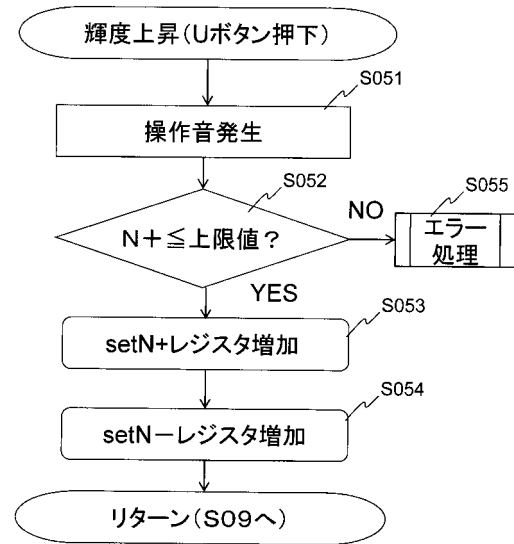 輝度上昇(Uボタン押下)
S051
操作音発生
S052
N+≦上限値？
NO
S055
エラー
処理
YES
S053
setN+レジスタ増加
S054
setN－レジスタ増加
リターン(S09へ)